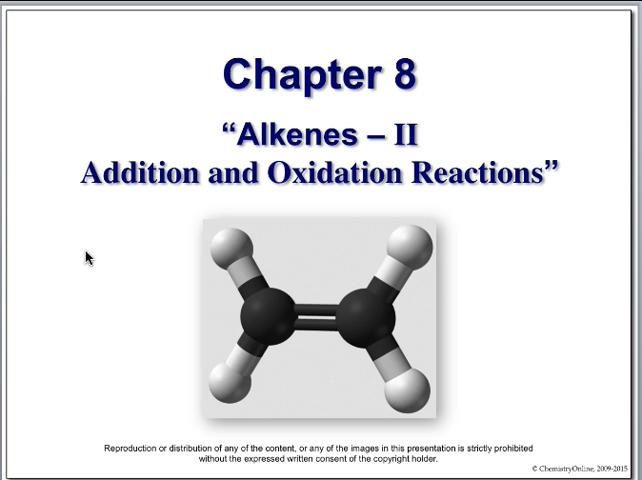 Chapter 8
“Alkenes – II
Addition and Oxidation Reactions”
Reproduction or distribution of any of the content, or any of the images in this presentation is strictly prohibited
without the expressed written consent of the copyright holder.
© ChemistryOnline, 2009-2015